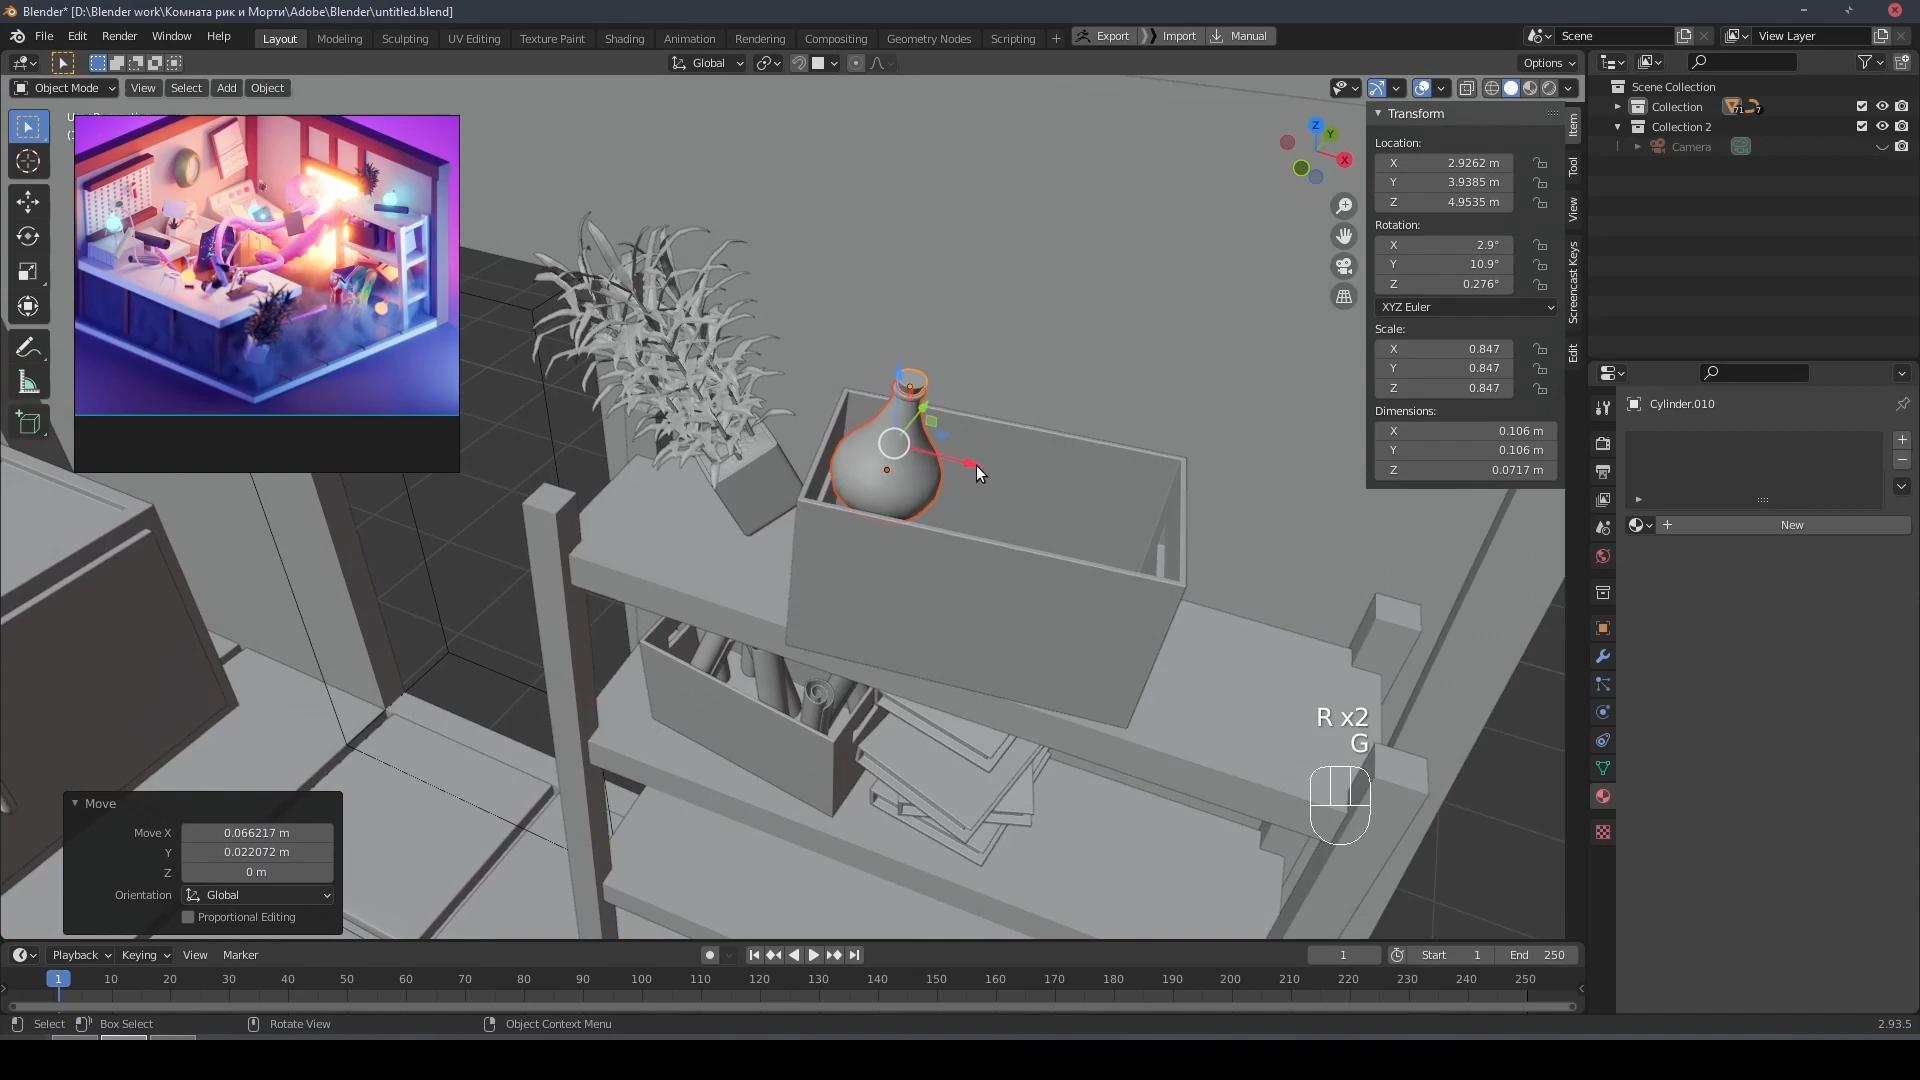 Blender* [D:\Blender work\Комната рик и Морти\Adobe\Blender\untitled.blend]
File Edit Render Window Help
Layout Modeling Sculpting UV Editing Texture Paint Shading Animation Rendering Compositing Geometry Nodes Scripting +
Export Import Manual
Scene
View Layer
Global
Options
Object Mode View Select Add Object
Scene Collection
Collection 71 7
Collection 2
Camera
Transform
Location:
X 2.9262 m
Y 3.9385 m
Z 4.9535 m
Rotation:
X 2.9°
Y 10.9°
Z 0.276°
XYZ Euler
Scale:
X 0.847
Y 0.847
Z 0.847
Dimensions:
X 0.106 m
Y 0.106 m
Z 0.0717 m
Item
Tool
View
Screencast Keys
Edit
Z
Y
X
Cylinder.010
New
R x2
G
Move
Move X 0.066217 m
Y 0.022072 m
Z 0 m
Orientation Global
Proportional Editing
Playback Keying View Marker
1 Start 1 End 250
1 10 20 30 40 50 60 70 80 90 100 110 120 130 140 150 160 170 180 190 200 210 220 230 240 250
Select Box Select Rotate View Object Context Menu
2.93.5